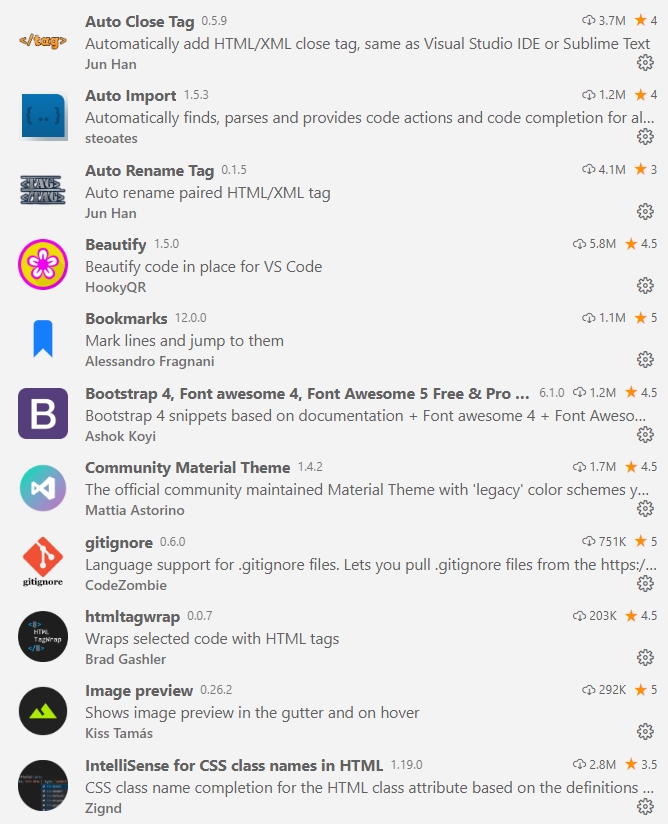 </tag>
Auto Close Tag 0.5.9 3.7M 4
Automatically add HTML/XML close tag, same as Visual Studio IDE or Sublime Text
Jun Han
{..}
Auto Import 1.5.3 1.2M 4
Automatically finds, parses and provides code actions and code completion for al...
steoates
Auto Rename Tag 0.1.5 4.1M 3
Auto rename paired HTML/XML tag
Jun Han
Beautify 1.5.0 5.8M 4.5
Beautify code in place for VS Code
HookyQR
Bookmarks 12.0.0 1.1M 5
Mark lines and jump to them
Alessandro Fragnani
B
Bootstrap 4, Font awesome 4, Font Awesome 5 Free & Pro ... 6.1.0 1.2M 4.5
Bootstrap 4 snippets based on documentation + Font awesome 4 + Font Aweso...
Ashok Koyi
Community Material Theme 1.4.2 1.7M 4.5
The official community maintained Material Theme with 'legacy' color schemes y...
Mattia Astorino
gitignore
gitignore 0.6.0 751K 5
Language support for .gitignore files. Lets you pull .gitignore files from the https:/...
CodeZombie
HTML
TagWrap
htmltagwrap 0.0.7 203K 4.5
Wraps selected code with HTML tags
Brad Gashler
Image preview 0.26.2 292K 5
Shows image preview in the gutter and on hover
Kiss Tamás
IntelliSense for CSS class names in HTML 1.19.0 2.8M 3.5
CSS class name completion for the HTML class attribute based on the definitions ...
Zignd